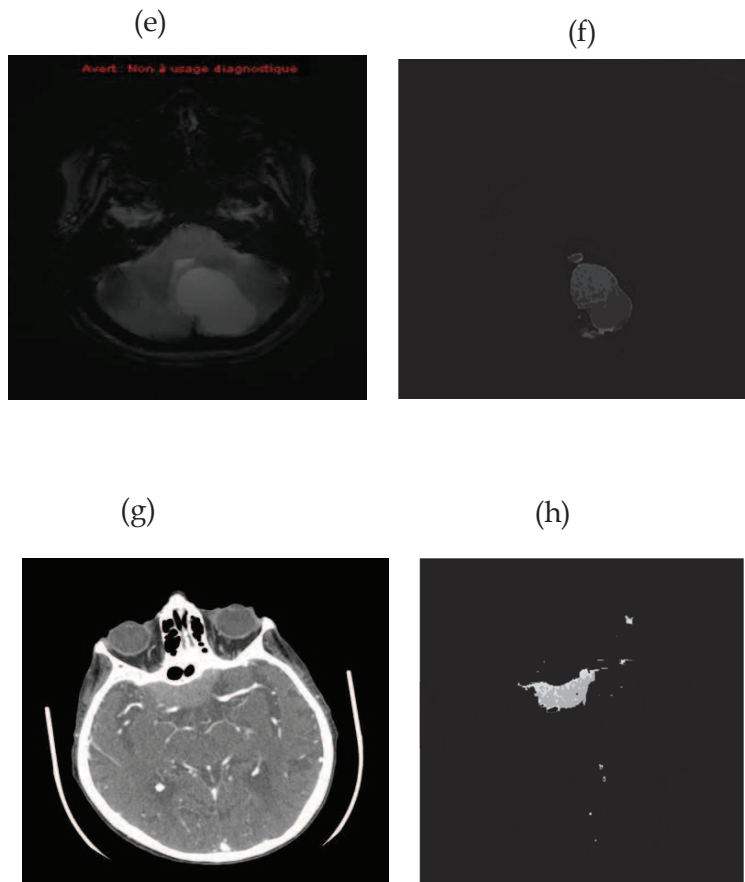 (e)
(f)
Avert : Non à usage diagnostique
(g)
(h)